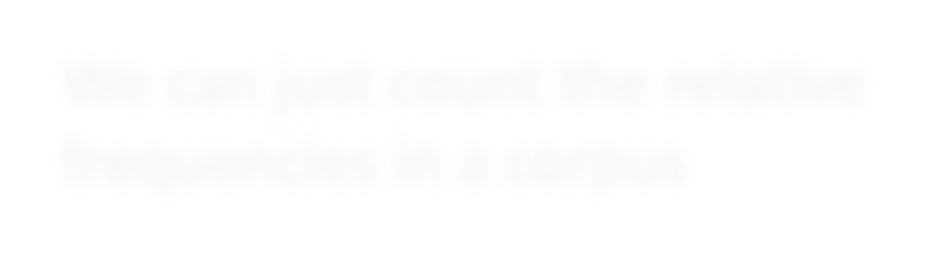 We can just count the relative
frequencies in a corpus